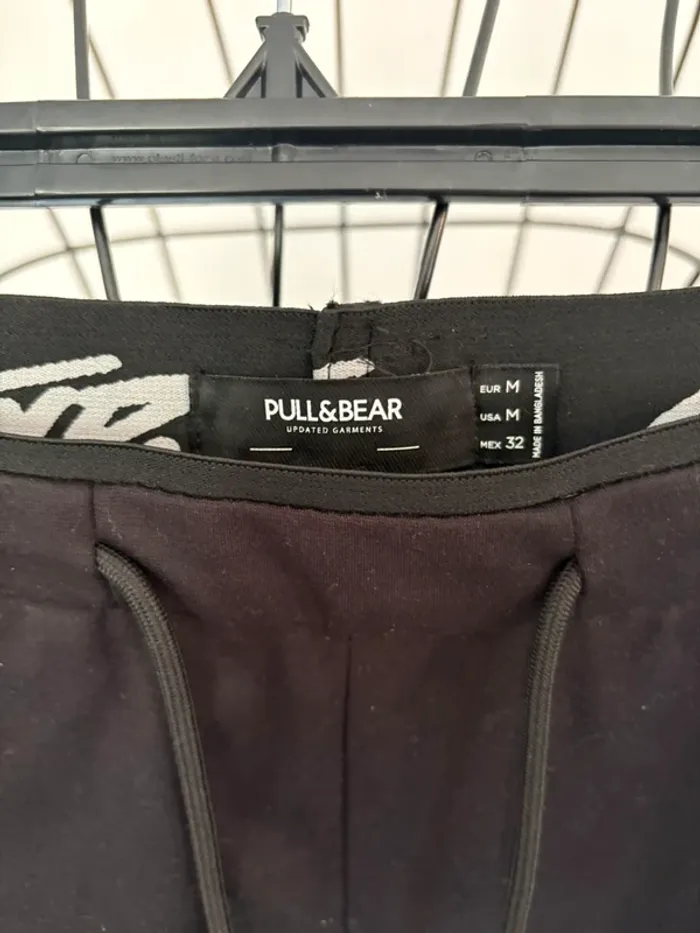 PULL&BEAR
UPDATED GARMENTS
EUR M
USA M
MEX 32
MADE IN BANGLADESH